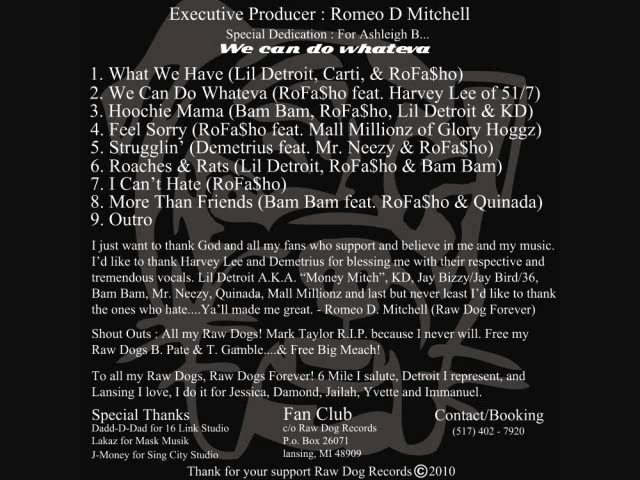 Executive Producer : Romeo D Mitchell
Special Dedication : For Ashleigh B...
We can do whateva
1. What We Have (Lil Detroit, Carti, & RoFa$ho)
2. We Can Do Whateva (RoFa$ho feat. Harvey Lee of 51/7)
3. Hoochie Mama (Bam Bam, RoFa$ho, Lil Detroit & KD)
4. Feel Sorry (RoFa$ho feat. Mall Millionz of Glory Hoggz)
5. Strugglin' (Demetrius feat. Mr. Neezy & RoFa$ho)
6. Roaches & Rats (Lil Detroit, RoFa$ho & Bam Bam)
7. I Can't Hate (RoFa$ho)
8. More Than Friends (Bam Bam feat. RoFa$ho & Quinada)
9. Outro
I just want to thank God and all my fans who support and believe in me and my music.
I'd like to thank Harvey Lee and Demetrius for blessing me with their respective and
tremendous vocals. Lil Detroit A.K.A. "Money Mitch", KD, Jay Bizzy/Jay Bird/36,
Bam Bam, Mr. Neezy, Quinada, Mall Millionz and last but never least I'd like to thank
the ones who hate....Ya'll made me great. - Romeo D. Mitchell (Raw Dog Forever)
Shout Outs : All my Raw Dogs! Mark Taylor R.I.P. because I never will. Free my
Raw Dogs B. Pate & T. Gamble....& Free Big Meach!
To all my Raw Dogs, Raw Dogs Forever! 6 Mile I salute, Detroit I represent, and
Lansing I love, I do it for Jessica, Damond, Jailah, Yvette and Immanuel.
Special Thanks
Dadd-D-Dad for 16 Link Studio
Lakaz for Mask Musik
J-Money for Sing City Studio
Fan Club
c/o Raw Dog Records
P.o. Box 26071
lansing, MI 48909
Contact/Booking
(517) 402 - 7920
Thank for your support Raw Dog Records©2010